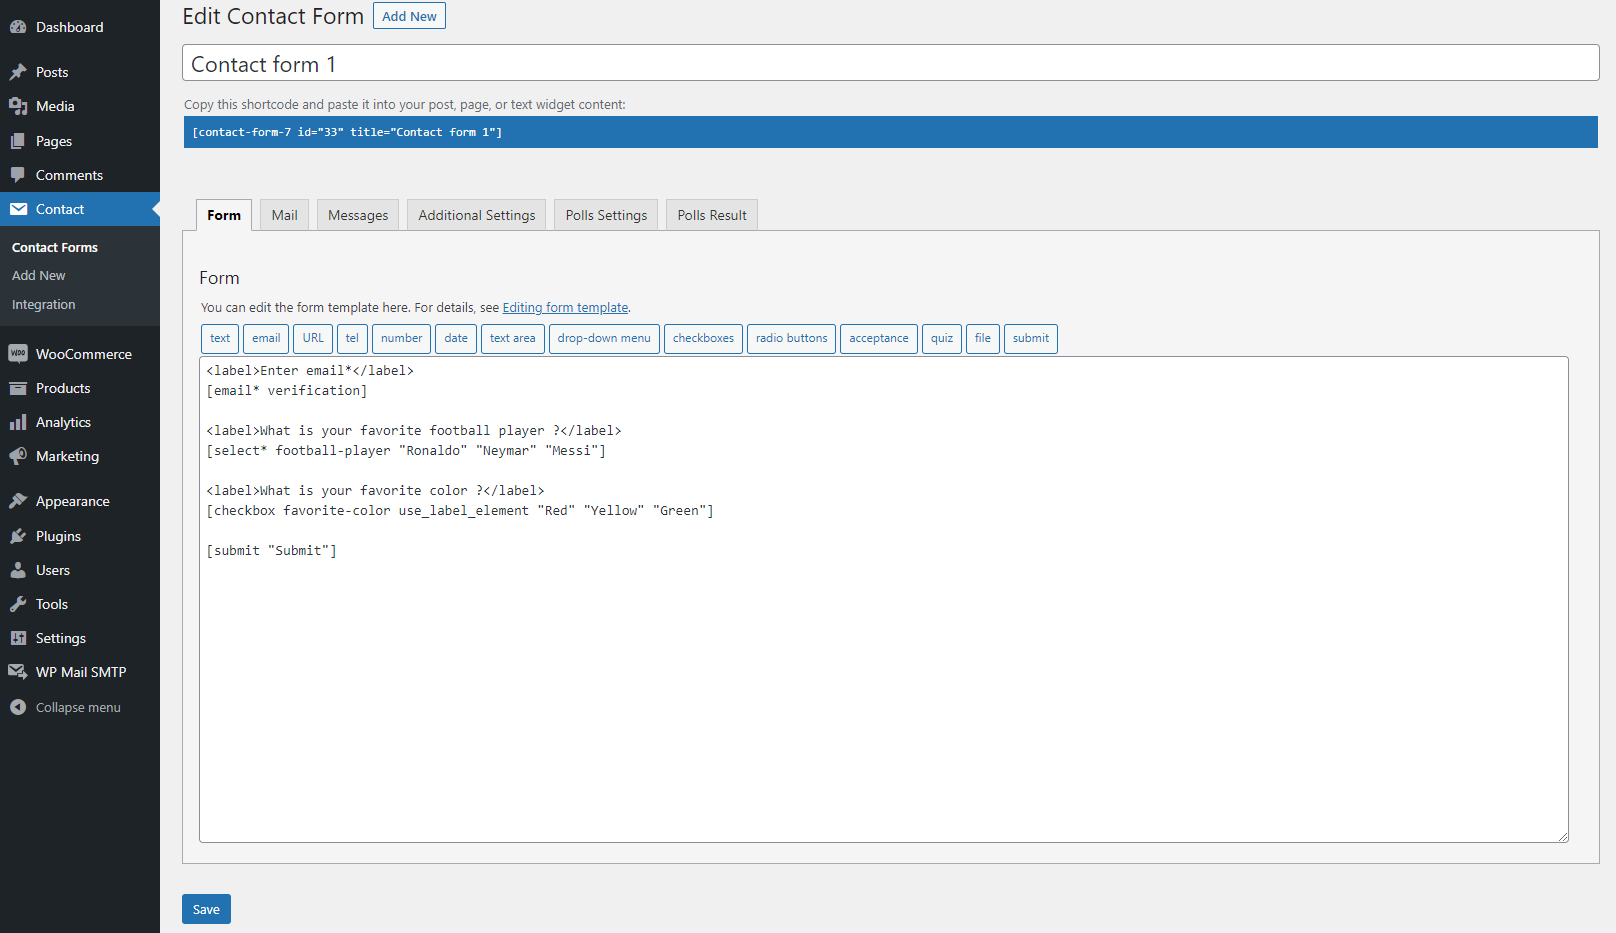 Dashboard
Posts
Media
Pages
Comments
Contact
Contact Forms
Add New
Integration
WOO WooCommerce
Products
Analytics
Marketing
Appearance
Plugins
Users
Tools
Settings
WP Mail SMTP
Collapse menu
Edit Contact Form Add New
Contact form 1
Copy this shortcode and paste it into your post, page, or text widget content:
[contact-form-7 id="33" title="Contact form 1"]
Form Mail Messages Additional Settings Polls Settings Polls Result
Form
You can edit the form template here. For details, see Editing form template.
text email URL tel number date text area drop-down menu checkboxes radio buttons acceptance quiz file submit
<label>Enter email*</label>
[email* verification]
<label>What is your favorite football player ?</label>
[select* football-player "Ronaldo" "Neymar" "Messi"]
<label>What is your favorite color ?</label>
[checkbox favorite-color use_label_element "Red" "Yellow" "Green"]
[submit "Submit"]
Save